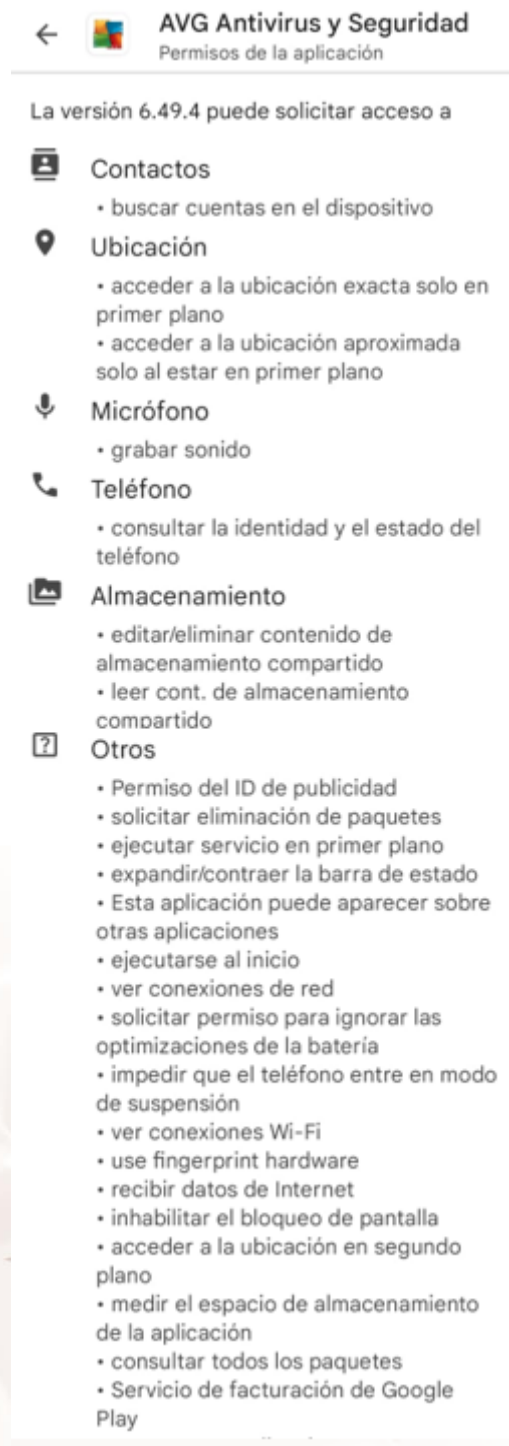 AVG Antivirus y Seguridad
Permisos de la aplicación
La versión 6.49.4 puede solicitar acceso a
Contactos
• buscar cuentas en el dispositivo
Ubicación
• acceder a la ubicación exacta solo en
primer plano
• acceder a la ubicación aproximada
solo al estar en primer plano
Micrófono
• grabar sonido
Teléfono
• consultar la identidad y el estado del
teléfono
Almacenamiento
• editar/eliminar contenido de
almacenamiento compartido
• leer cont. de almacenamiento
compartido
Otros
• Permiso del ID de publicidad
• solicitar eliminación de paquetes
• ejecutar servicio en primer plano
• expandir/contraer la barra de estado
• Esta aplicación puede aparecer sobre
otras aplicaciones
• ejecutarse al inicio
• ver conexiones de red
• solicitar permiso para ignorar las
optimizaciones de la batería
• impedir que el teléfono entre en modo
de suspensión
• ver conexiones Wi-Fi
• use fingerprint hardware
• recibir datos de Internet
• inhabilitar el bloqueo de pantalla
• acceder a la ubicación en segundo
plano
• medir el espacio de almacenamiento
de la aplicación
• consultar todos los paquetes
• Servicio de facturación de Google
Play